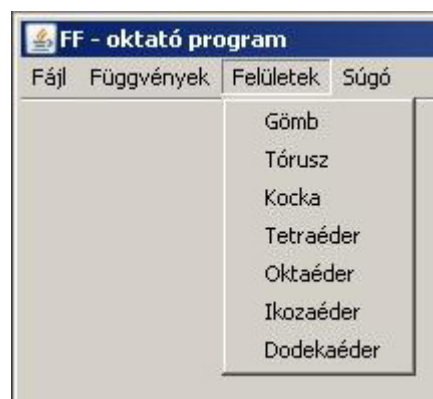 FF - oktató program
Fájl Függvények Felületek Súgó
Gömb
Tórusz
Kocka
Tetraéder
Oktaéder
Ikozaéder
Dodekaéder